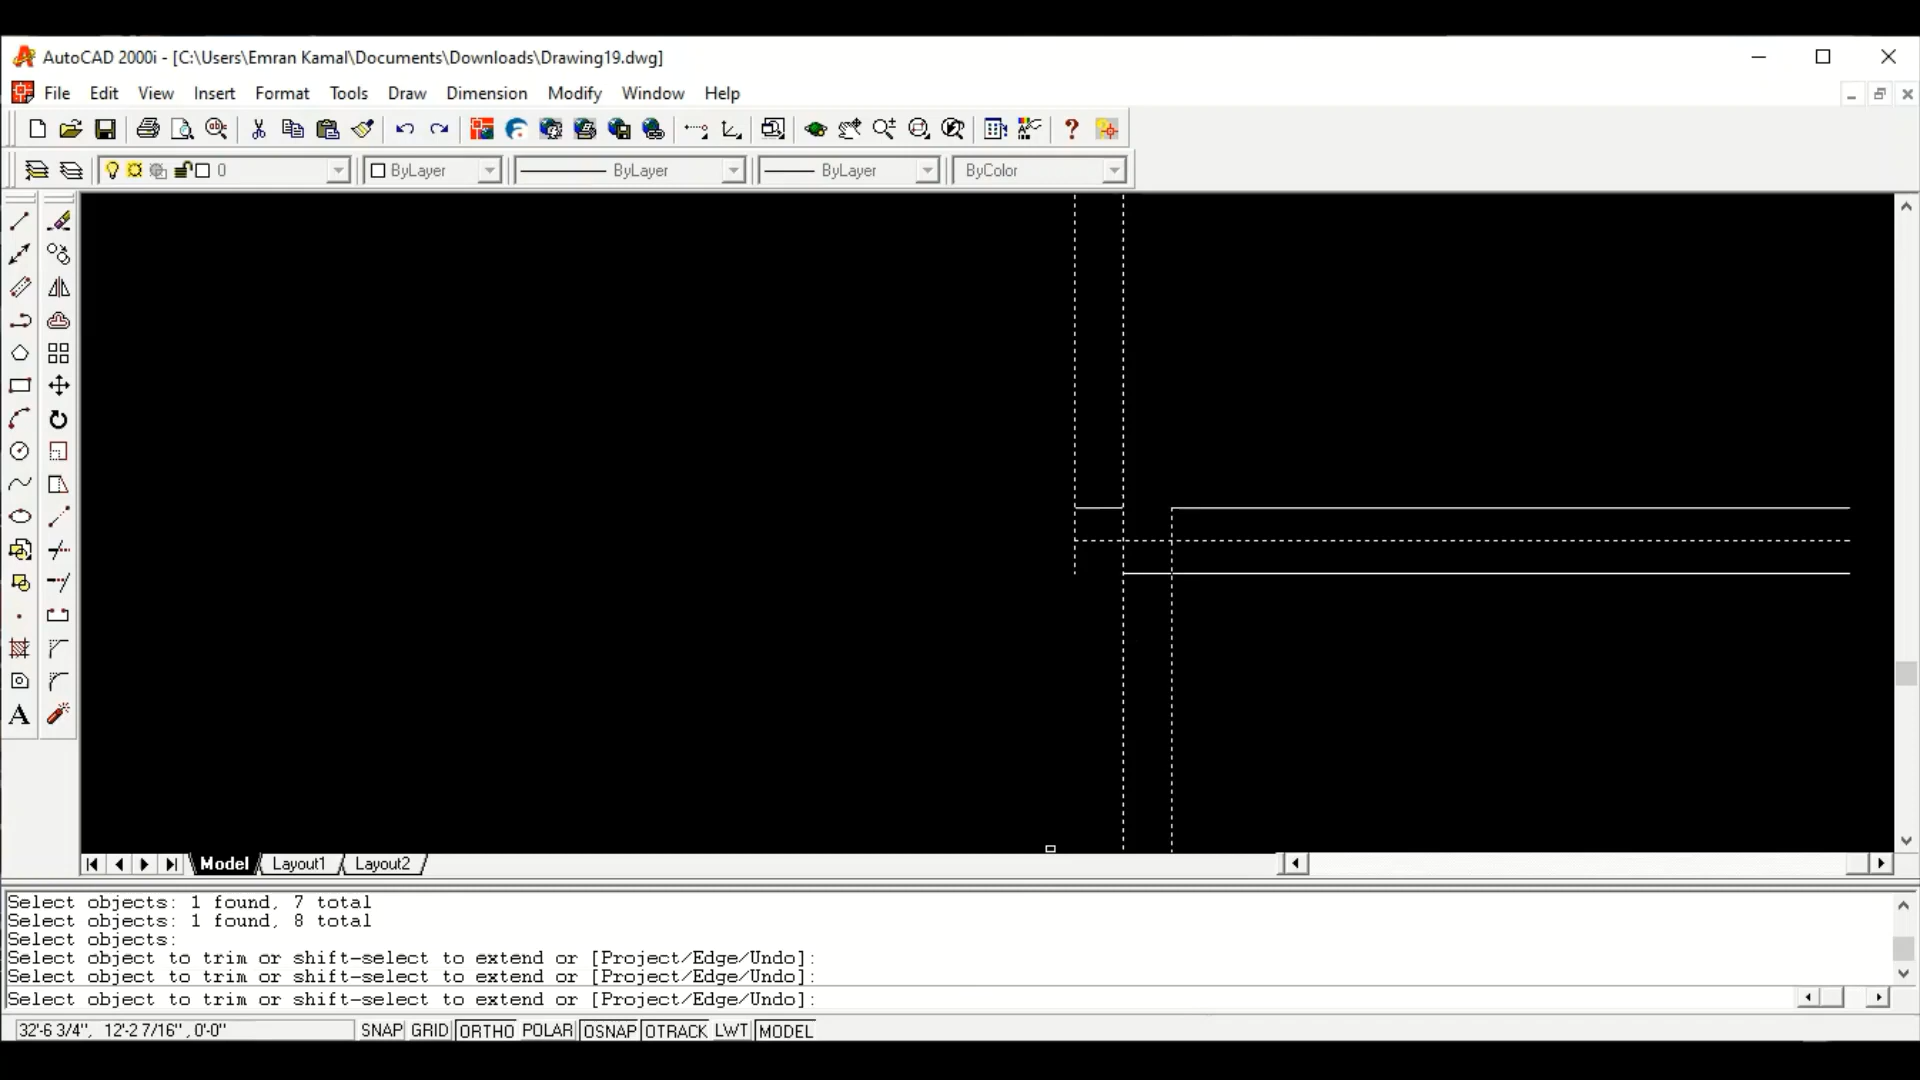 AutoCAD 2000i - [C:\Users\Emran Kamal\Documents\Downloads\Drawing19.dwg]
File Edit View Insert Format Tools Draw Dimension Modify Window Help
0 ByLayer ByLayer ByLayer ByColor
A
Model Layout1 Layout2
Select objects: 1 found, 7 total
Select objects: 1 found, 8 total
Select objects:
Select object to trim or shift-select to extend or [Project/Edge/Undo]:
Select object to trim or shift-select to extend or [Project/Edge/Undo]:
Select object to trim or shift-select to extend or [Project/Edge/Undo]:
32'-6 3/4", 12'-2 7/16" ,0'-0" SNAP GRID ORTHO POLAR OSNAP OTRACK LWT MODEL